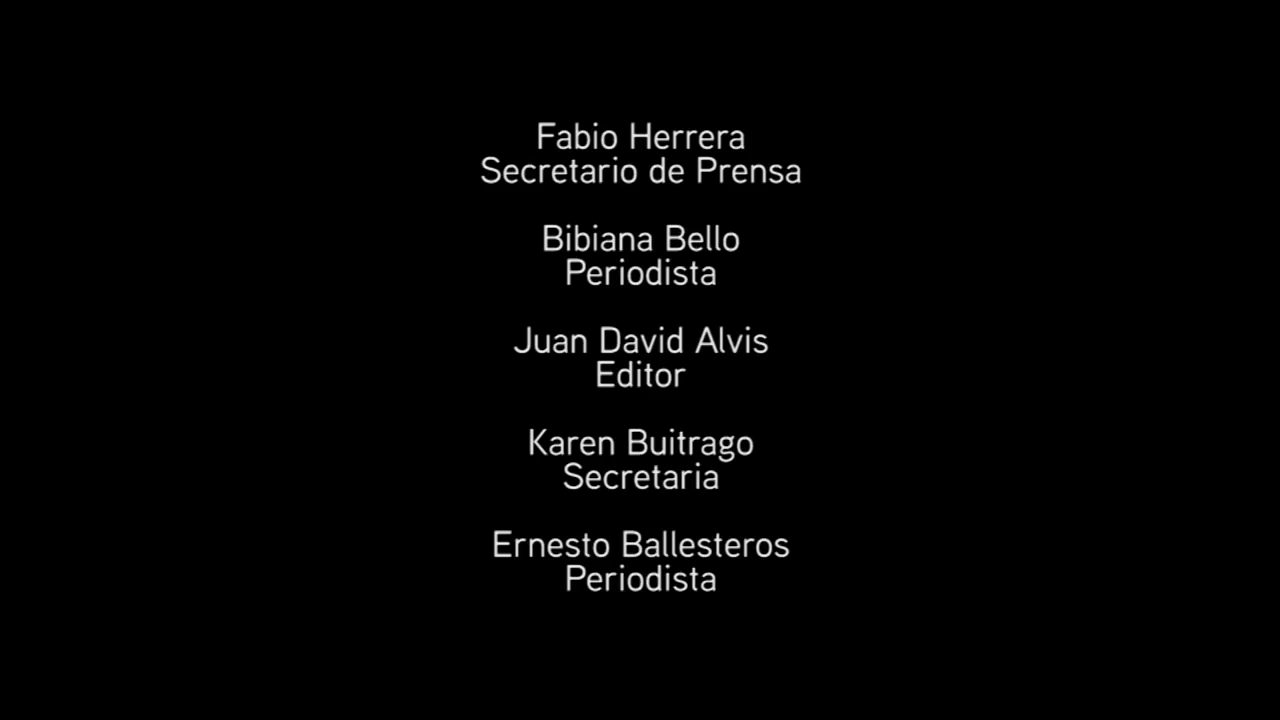 Fabio Herrera
Secretario de Prensa
Bibiana Bello
Periodista
Juan David Alvis
Editor
Karen Buitrago
Secretaria
Ernesto Ballesteros
Periodista